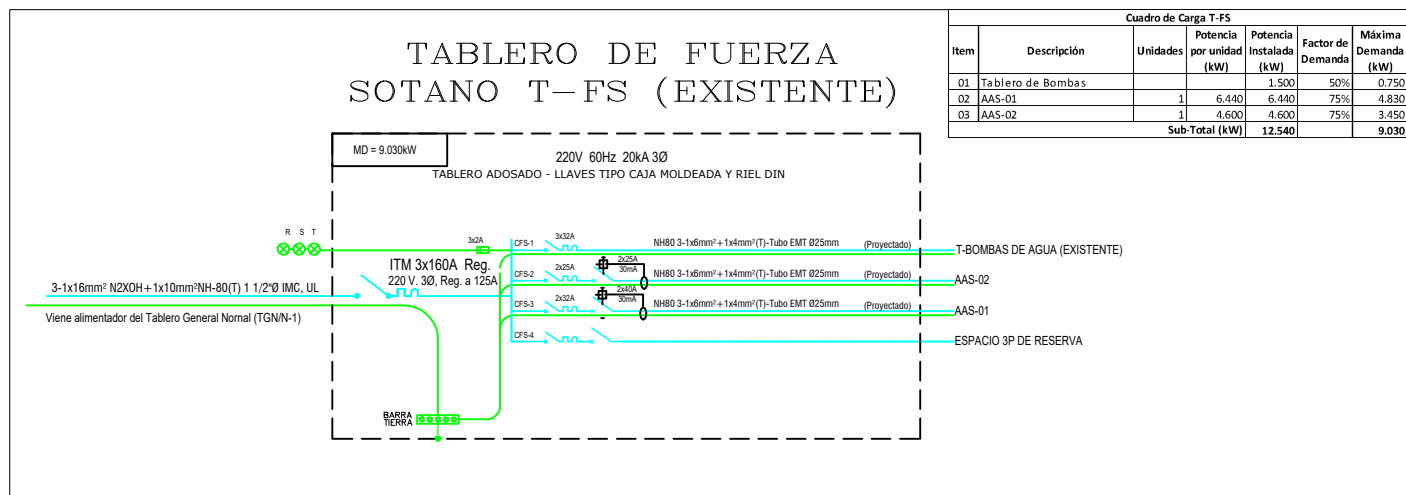 TABLERO DE FUERZA
SOTANO T-FS (EXISTENTE)
Cuadro de Carga T-FS
Item Descripción Unidades Potencia por unidad (kW) Potencia Instalada (kW) Factor de Demanda Máxima Demanda (kW)
01 Tablero de Bombas 1.500 50% 0.750
02 AAS-01 1 6.440 6.440 75% 4.830
03 AAS-02 1 4.600 4.600 75% 3.450
Sub-Total (kW) 12.540 9.030
MD = 9.030kW
220V 60Hz 20kA 3Ø
TABLERO ADOSADO - LLAVES TIPO CAJA MOLDEADA Y RIEL DIN
R S T
3x2A
CFS-1 3x32A NH80 3-1x6mm²+1x4mm²(T)-Tubo EMT Ø25mm (Proyectado) T-BOMBAS DE AGUA (EXISTENTE)
ITM 3x160A Reg.
220 V. 3Ø, Reg. a 125A
CFS-2 2x25A 2x25A 30mA NH80 3-1x6mm²+1x4mm²(T)-Tubo EMT Ø25mm (Proyectado) AAS-02
3-1x16mm² N2XOH+1x10mm²NH-80(T) 1 1/2"Ø IMC, UL
CFS-3 2x32A 2x40A 30mA NH80 3-1x6mm²+1x4mm²(T)-Tubo EMT Ø25mm (Proyectado) AAS-01
Viene alimentador del Tablero General Nornal (TGN/N-1)
CFS-4 ESPACIO 3P DE RESERVA
BARRA
TIERRA